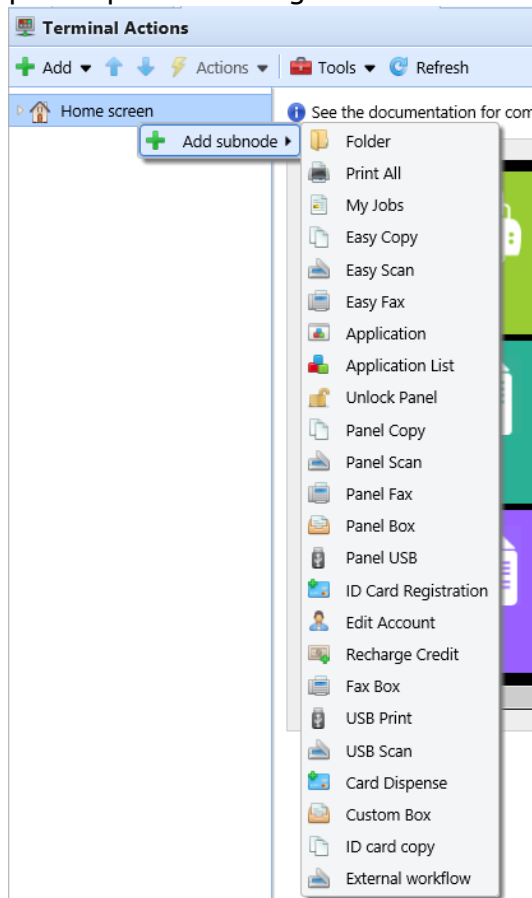 Terminal Actions
Add Actions Tools Refresh
Home screen
See the documentation for com
Add subnode
Folder
Print All
My Jobs
Easy Copy
Easy Scan
Easy Fax
Application
Application List
Unlock Panel
Panel Copy
Panel Scan
Panel Fax
Panel Box
Panel USB
ID Card Registration
Edit Account
Recharge Credit
Fax Box
USB Print
USB Scan
Card Dispense
Custom Box
ID card copy
External workflow